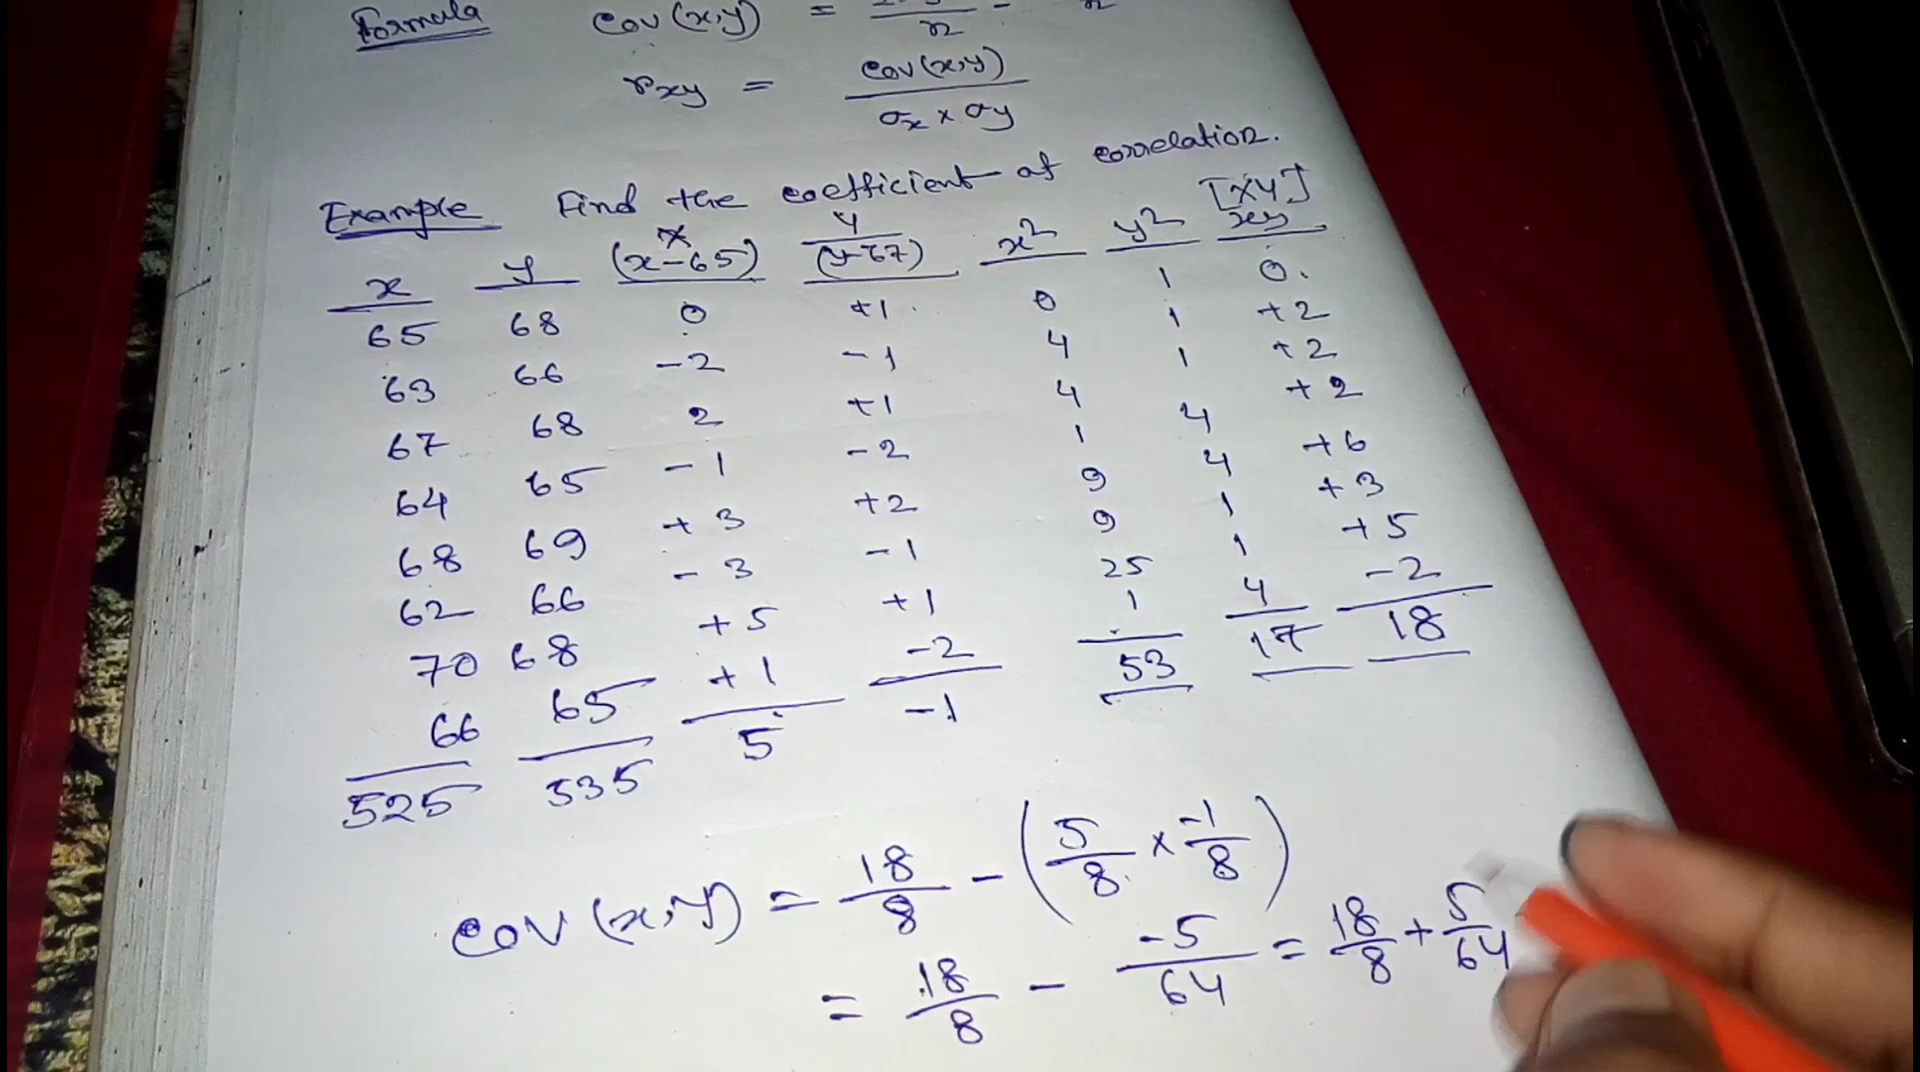 Formula Cov(x,y) = / n - n
rxy = Cov(x,y) / σx × σy
Example Find the coefficient of correlation.
x y X (x-65) Y (y-67) x² y² [XY] xy
65 68 0 +1 0 1 0
63 66 -2 -1 4 1 +2
67 68 2 +1 4 1 +2
64 65 -1 -2 1 4 +2
68 69 +3 +2 9 4 +6
62 66 -3 -1 9 1 +3
70 68 +5 +1 25 1 +5
66 65 +1 -2 1 4 -2
525 535 5 -1 53 17 18
Cov(x,y) = 18/8 - (5/8 × -1/8)
= 18/8 - -5/64 = 18/8 + 5/64